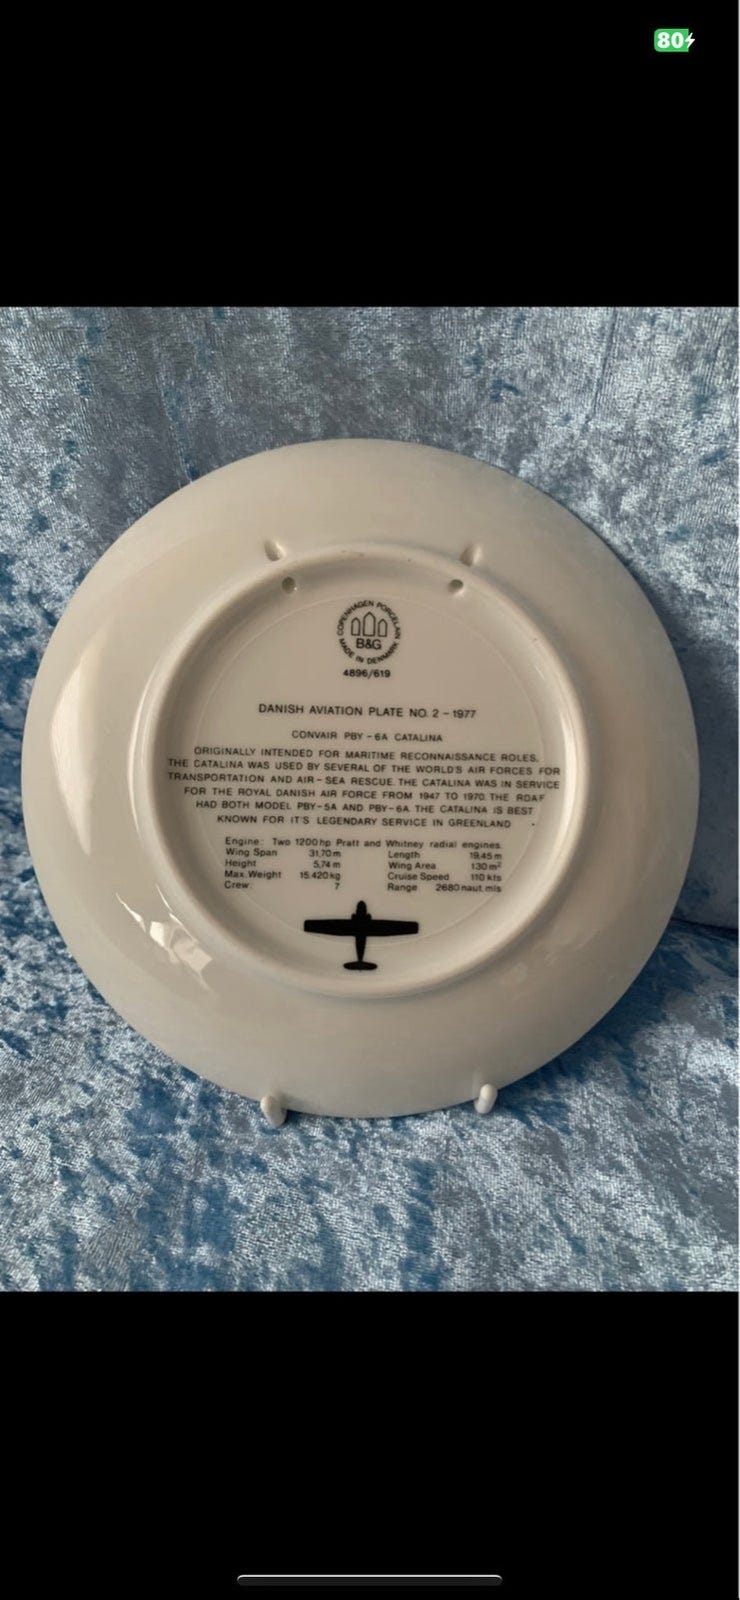 80
COPENHAGEN PORCELAIN
B&G
MADE IN DENMARK
4896/619
DANISH AVIATION PLATE NO. 2 - 1977
CONVAIR PBY - 6A CATALINA
ORIGINALLY INTENDED FOR MARITIME RECONNAISSANCE ROLES.
THE CATALINA WAS USED BY SEVERAL OF THE WORLD'S AIR FORCES FOR
TRANSPORTATION AND AIR - SEA RESCUE. THE CATALINA WAS IN SERVICE
FOR THE ROYAL DANISH AIR FORCE FROM 1947 TO 1970. THE RDAF
HAD BOTH MODEL PBY-5A AND PBY-6A. THE CATALINA IS BEST
KNOWN FOR IT'S LEGENDARY SERVICE IN GREENLAND
Engine: Two 1200 hp Pratt and Whitney radial engines.
Wing Span 31,70 m Length 19,45 m
Height 5,74 m Wing Area 130 m²
Max. Weight 15.420 kg Cruise Speed 110 kts
Crew: 7 Range 2680 naut. mls